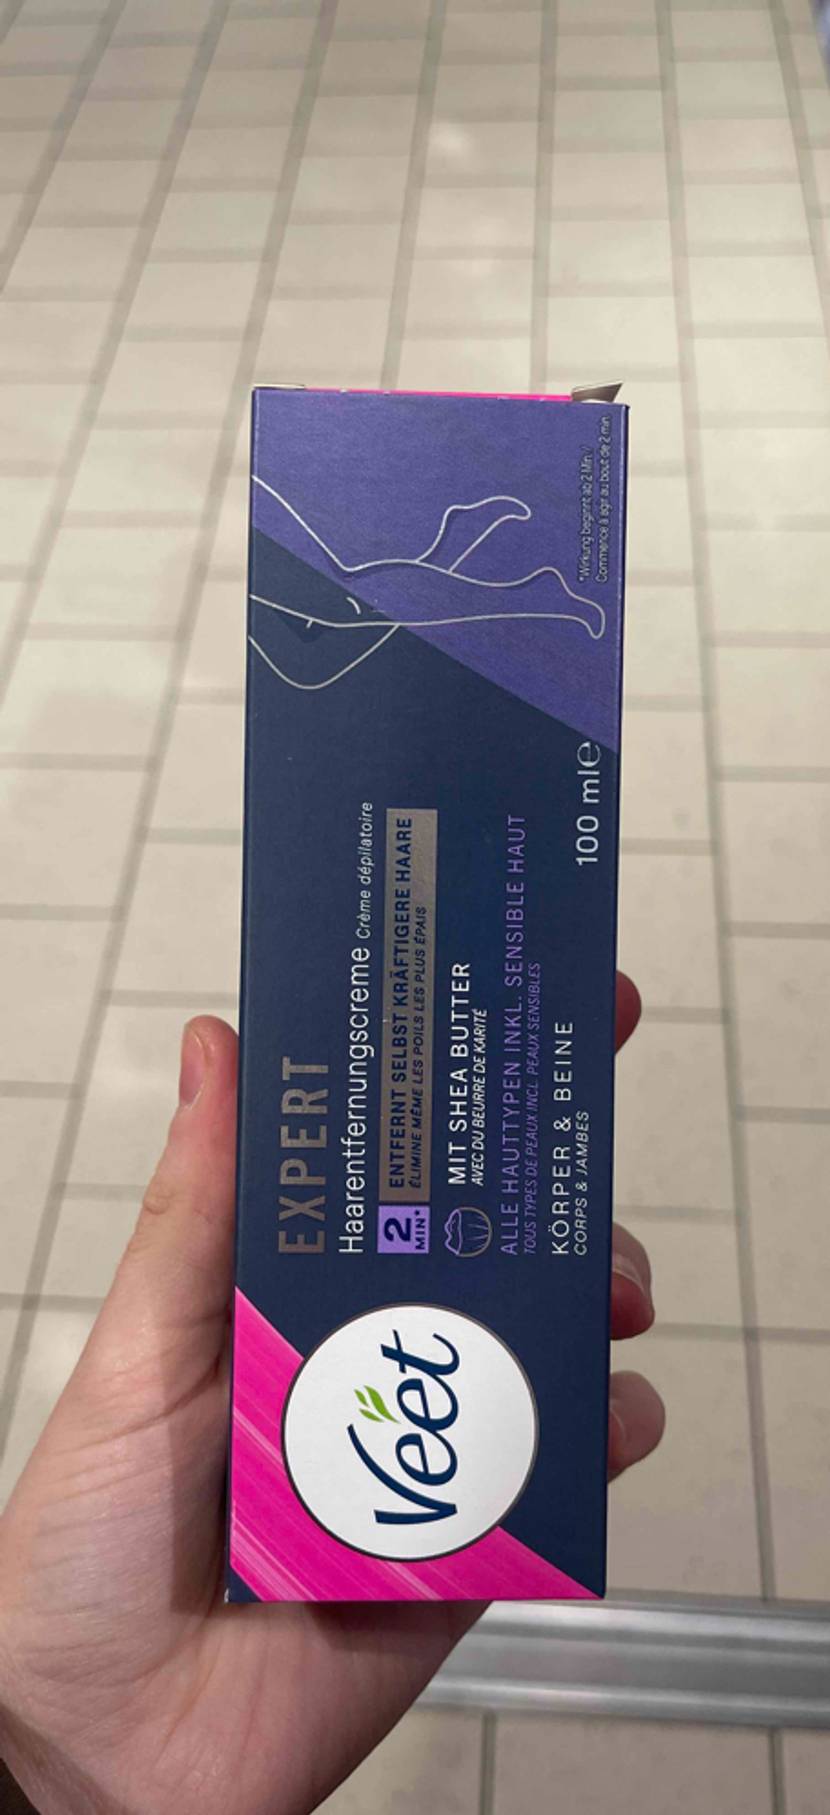 Veet
EXPERT
Haarentfernungscreme Crème dépilatoire
2 MIN*
ENTFERNT SELBST KRÄFTIGERE HAARE
ÉLIMINE MÊME LES POILS LES PLUS ÉPAIS
MIT SHEA BUTTER
AVEC DU BEURRE DE KARITÉ
ALLE HAUTTYPEN INKL. SENSIBLE HAUT
TOUS TYPES DE PEAUX INCL. PEAUX SENSIBLES
KÖRPER & BEINE
CORPS & JAMBES
100 ml℮
*Wirkung beginnt ab 2 Min./
Commence à agir au bout de 2 min.